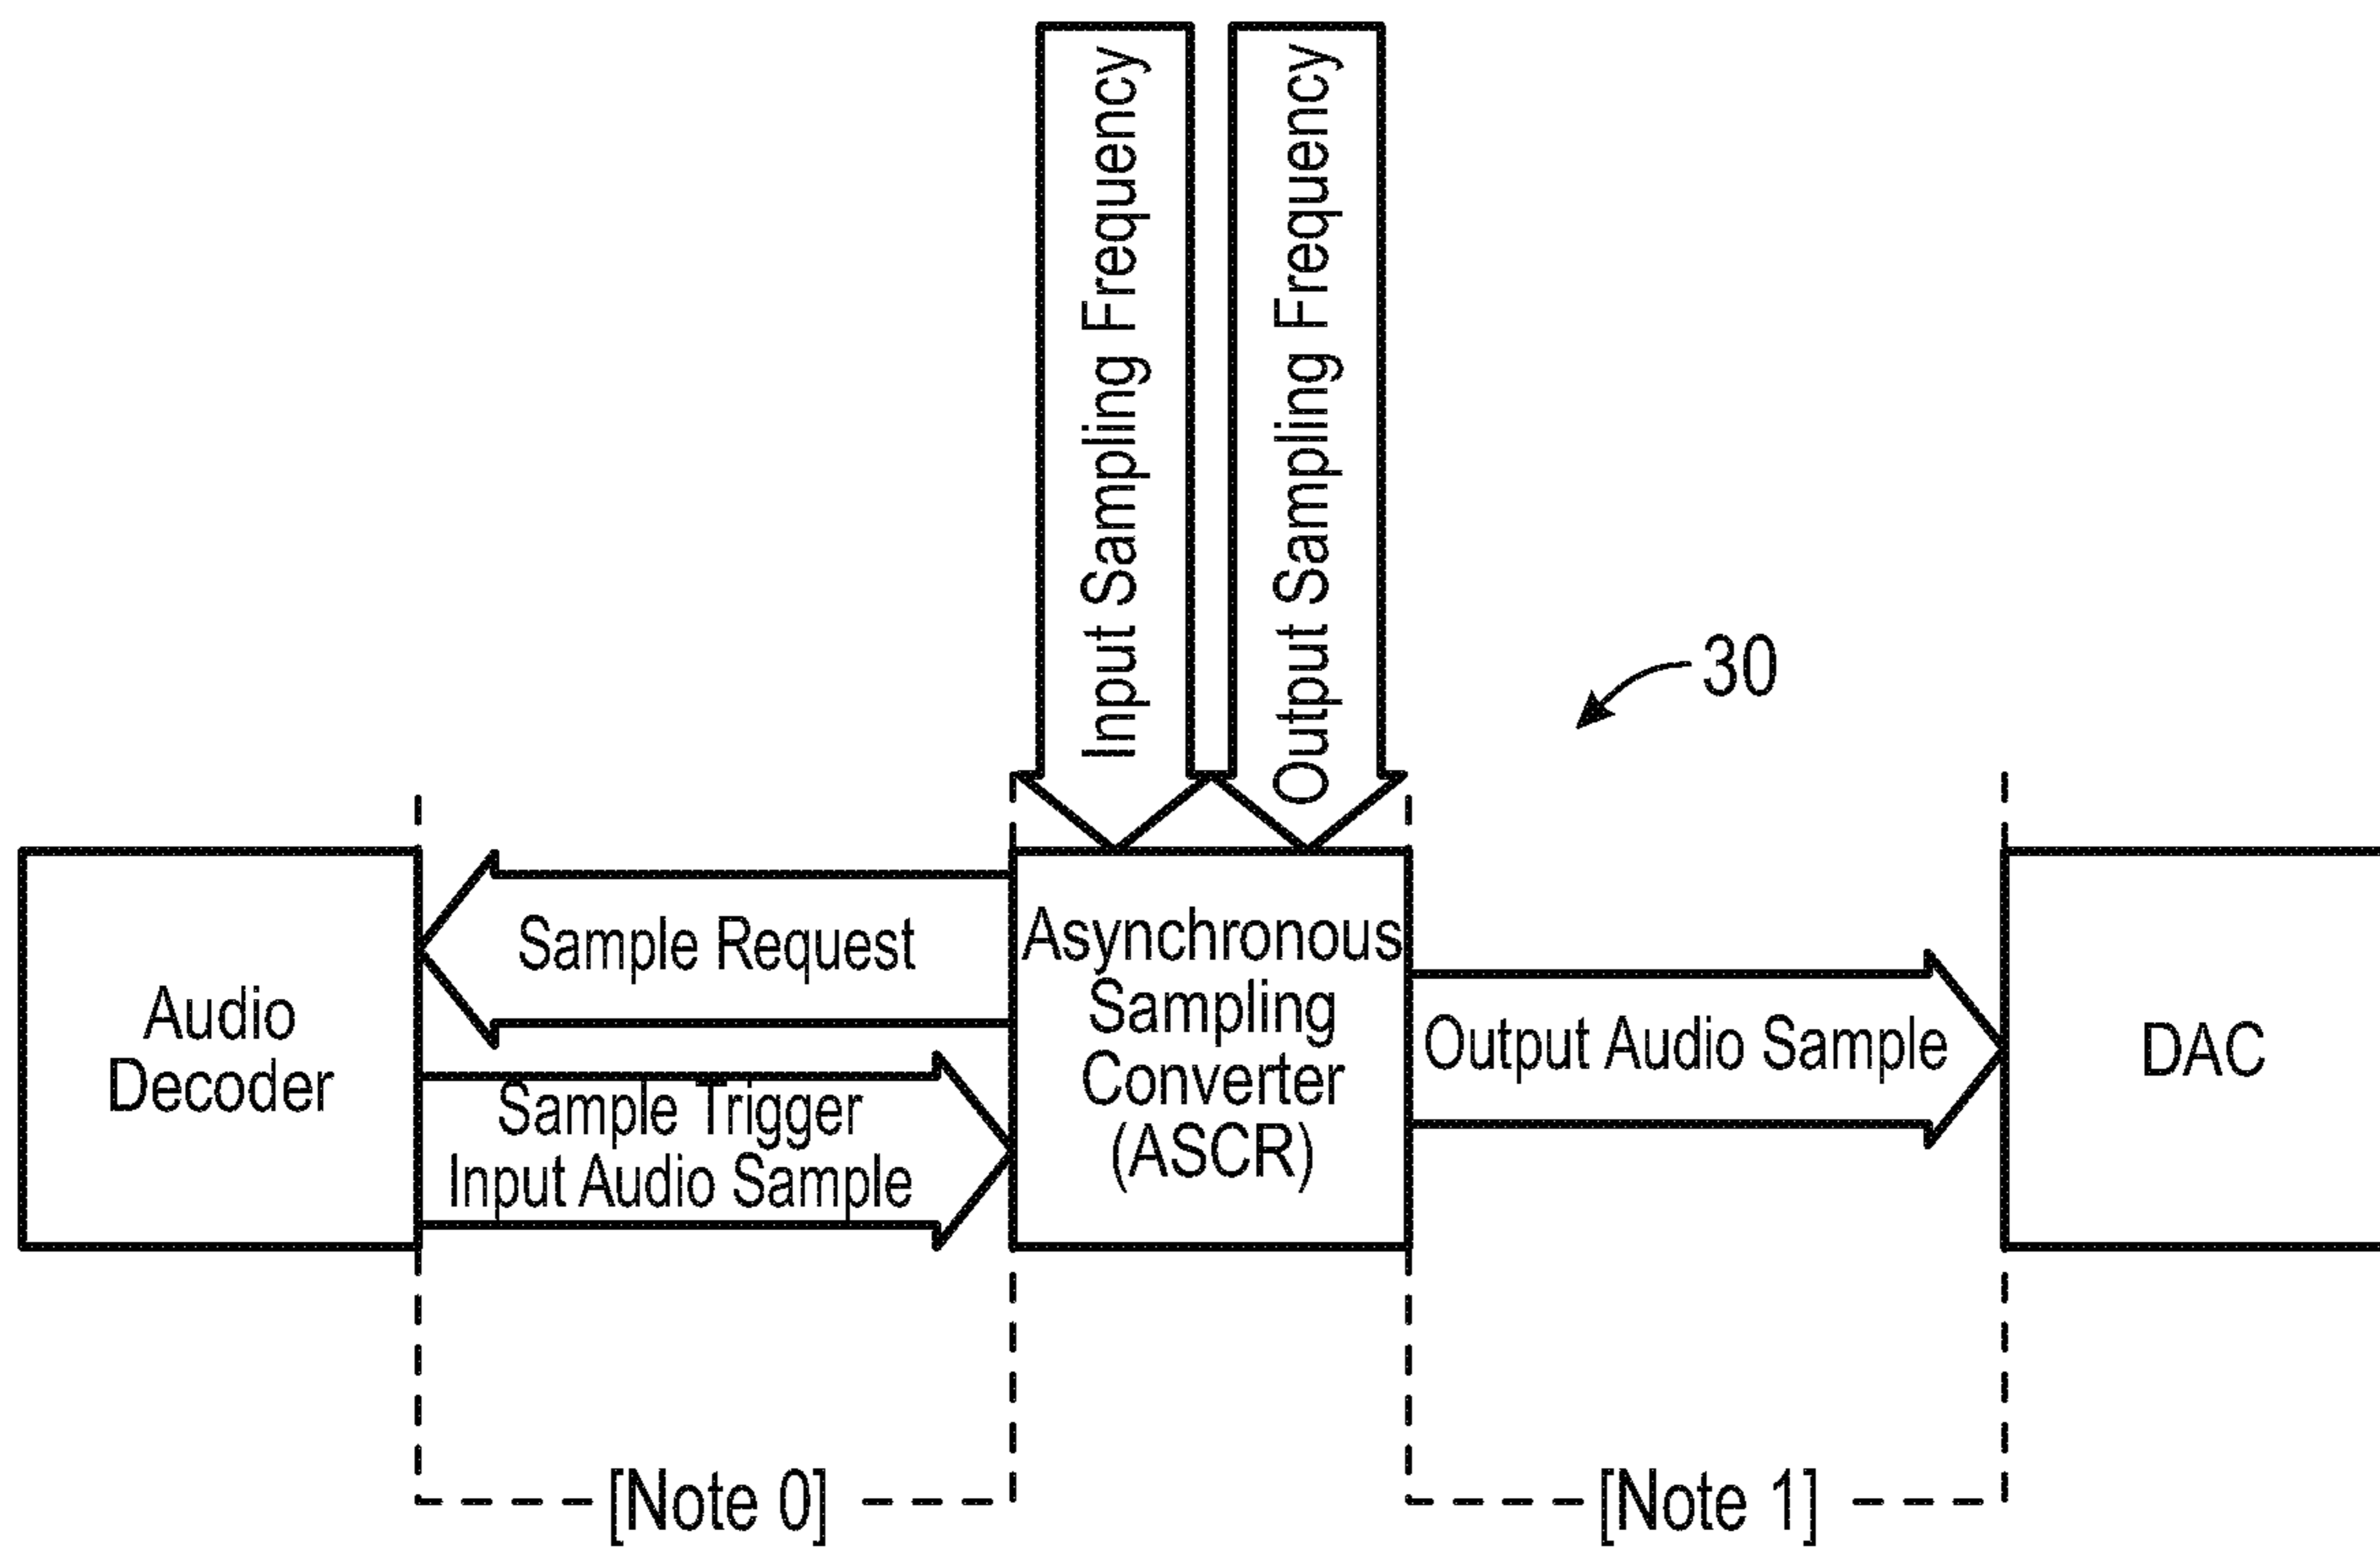 Input Sampling Frequency
Output Sampling Frequency
30
Audio
Decoder
Sample Request
Sample Trigger
Input Audio Sample
Asynchronous
Sampling
Converter
(ASCR)
Output Audio Sample
DAC
[Note 0]
[Note 1]